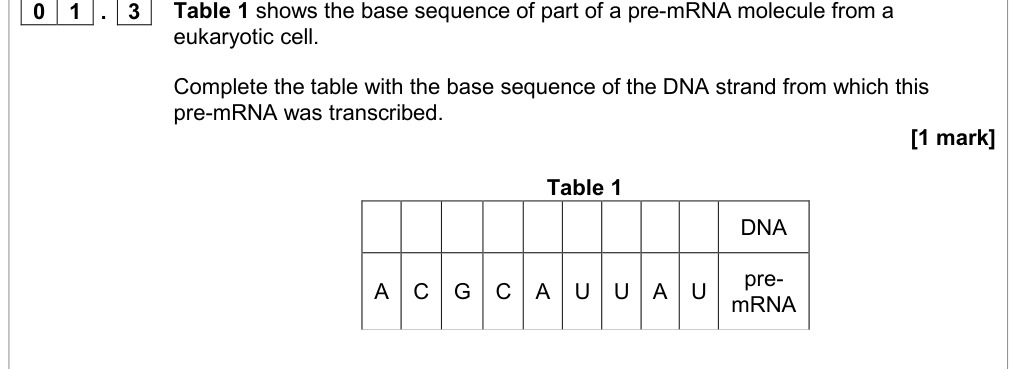 0 1 . 3 Table 1 shows the base sequence of part of a pre-mRNA molecule from a
eukaryotic cell.
Complete the table with the base sequence of the DNA strand from which this
pre-mRNA was transcribed.
[1 mark]
Table 1
DNA
A C G C A U U A U pre-
mRNA